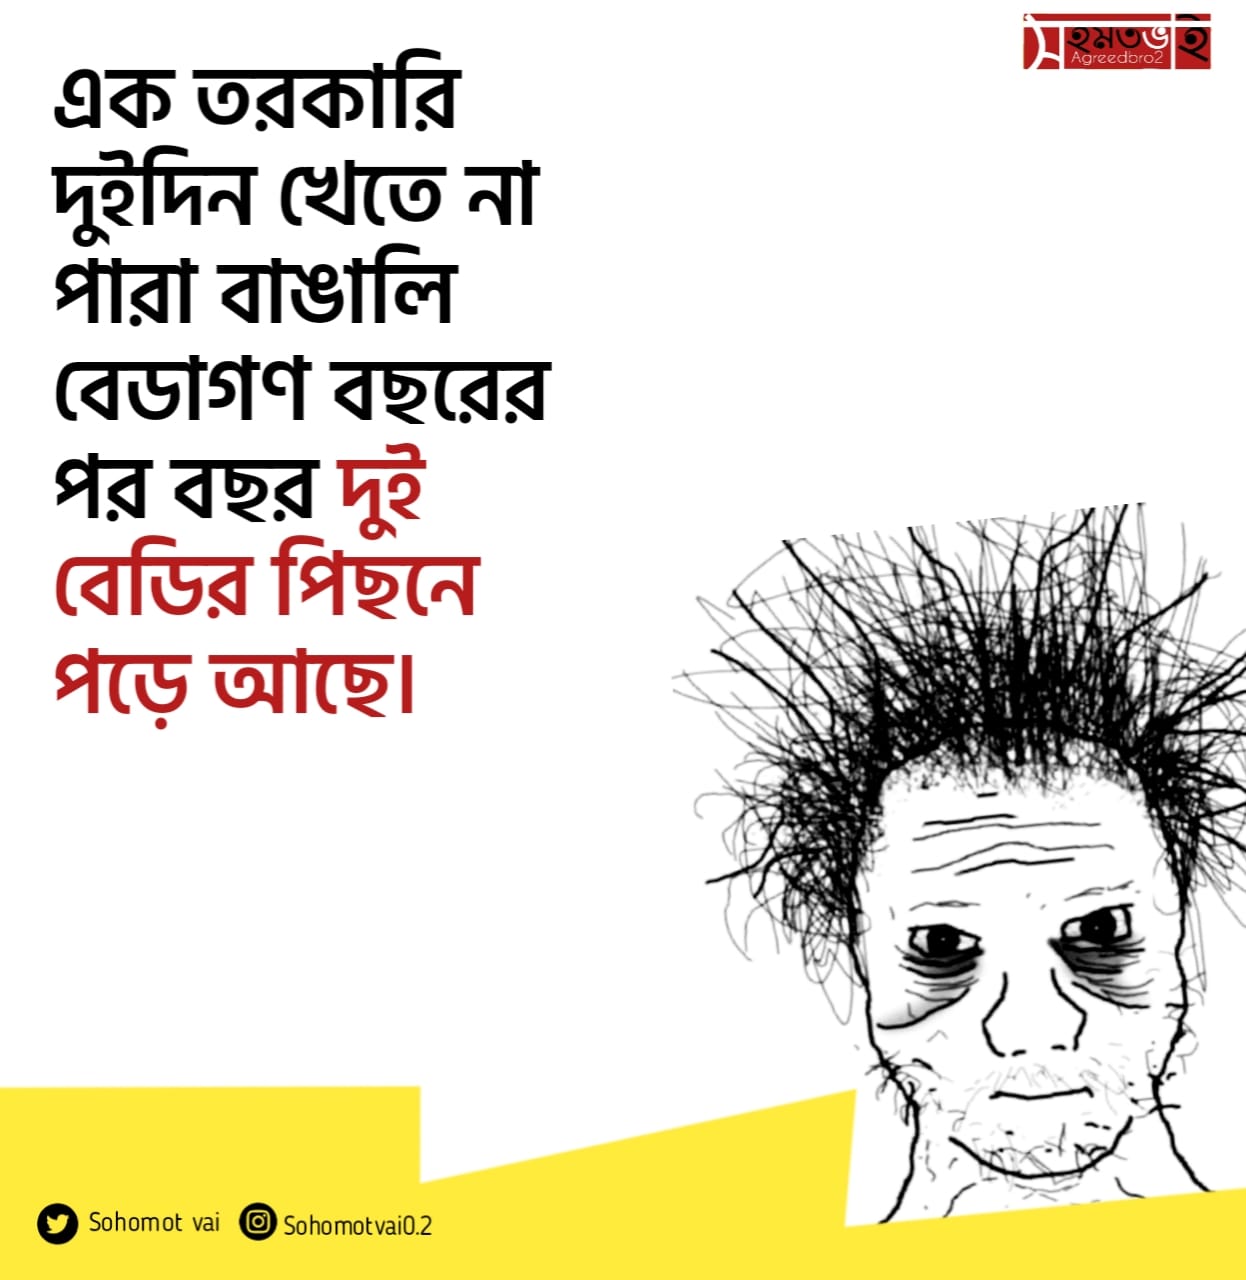 সহমতভাই
Agreedbro2
এক তরকারি
দুইদিন খেতে না
পারা বাঙালি
বেডাগণ বছরের
পর বছর দুই
বেডির পিছনে
পড়ে আছে।
Sohomot vai
Sohomotvai0.2